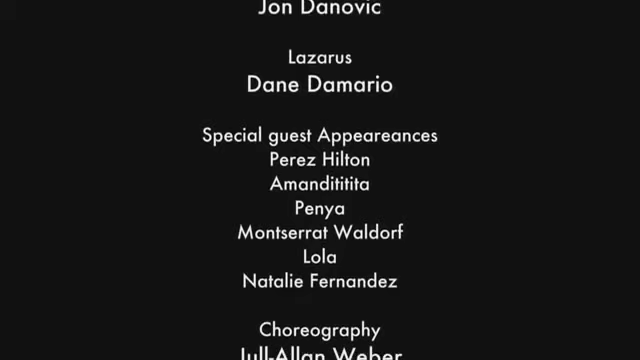 Jon Danovic
Lazarus
Dane Damario
Special guest Appeareances
Perez Hilton
Amandititita
Penya
Montserrat Waldorf
Lola
Natalie Fernandez
Choreography
Jull-Allan Weber